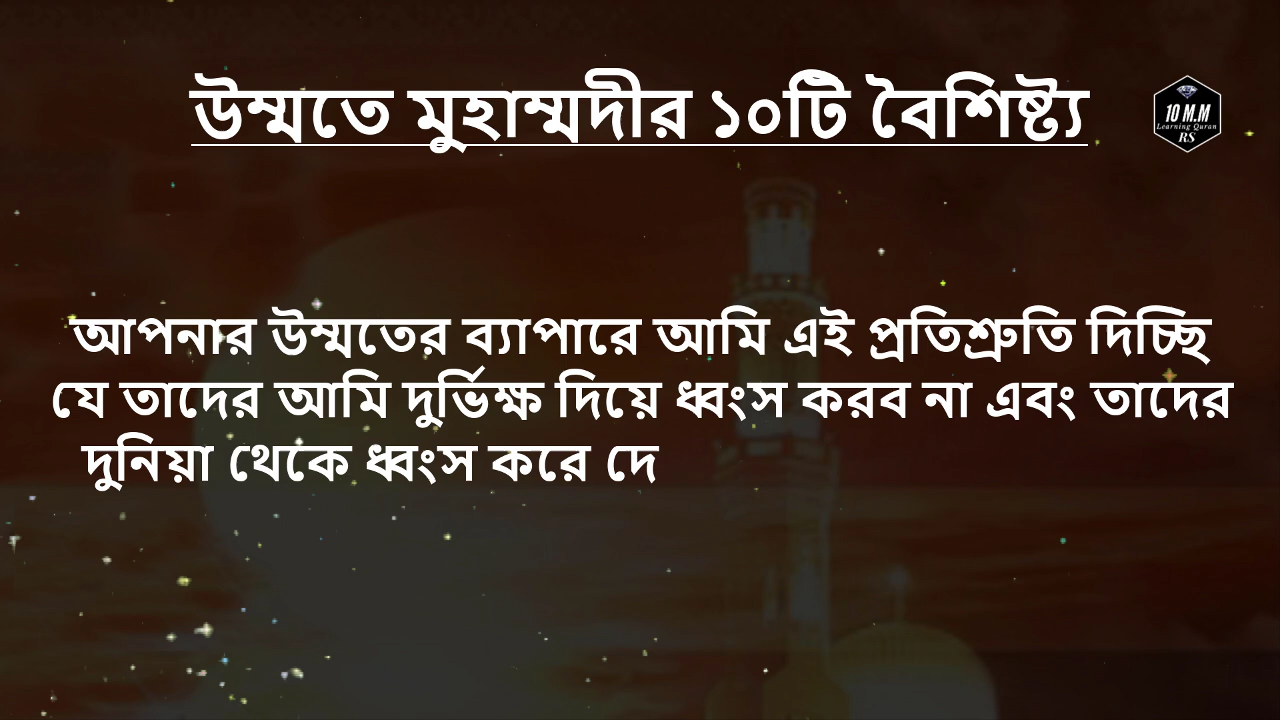 উম্মতে মুহাম্মদীর ১০টি বৈশিষ্ট্য
10 M.M
Learning Quran
RS
আপনার উম্মতের ব্যাপারে আমি এই প্রতিশ্রুতি দিচ্ছি
যে তাদের আমি দুর্ভিক্ষ দিয়ে ধ্বংস করব না এবং তাদের
দুনিয়া থেকে ধ্বংস করে দে